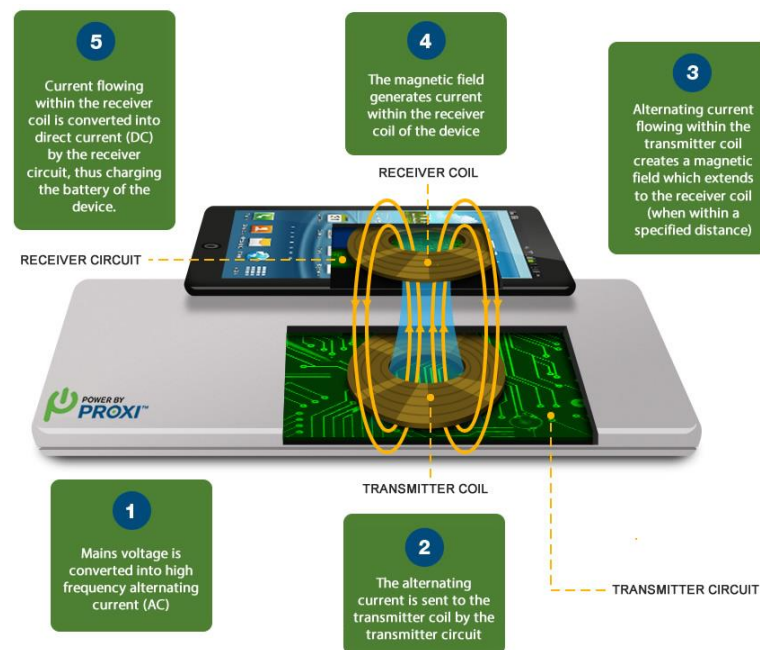 5
Current flowing
within the receiver
coil is converted into
direct current (DC)
by the receiver
circuit, thus charging
the battery of the
device.
4
The magnetic field
generates current
within the receiver
coil of the device
3
Alternating current
flowing within the
transmitter coil
creates a magnetic
field which extends
to the receiver coil
(when within a
specified distance)
RECEIVER COIL
RECEIVER CIRCUIT
POWER BY
PROXI™
TRANSMITTER COIL
1
Mains voltage is
converted into high
frequency alternating
current (AC)
2
The alternating
current is sent to the
transmitter coil by the
transmitter circuit
TRANSMITTER CIRCUIT